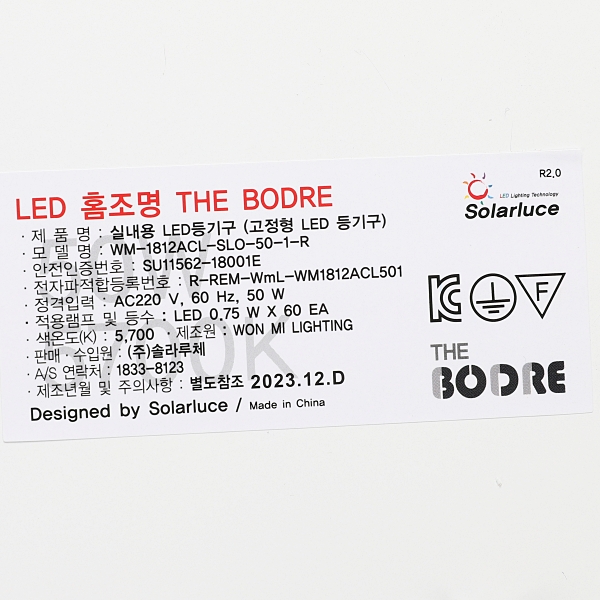 R2.0
LED Lighting Technology
Solarluce
LED 홈조명 THE BODRE
· 제 품 명 : 실내용 LED등기구 (고정형 LED 등기구)
· 모 델 명 : WM-1812ACL-SLO-50-1-R
· 안전인증번호 : SU11562-18001E
· 전자파적합등록번호 : R-REM-WmL-WM1812ACL501
· 정격입력 : AC220 V, 60 Hz, 50 W
· 적용램프 및 등수 : LED 0.75 W X 60 EA
· 색온도(K) : 5,700 · 제조원 : WON MI LIGHTING
· 판매 · 수입원 : (주)솔라루체
· A/S 연락처 : 1833-8123
· 제조년월 및 주의사항 : 별도참조 2023.12.D
Designed by Solarluce / Made in China
50W
5700K
F
THE
BODRE